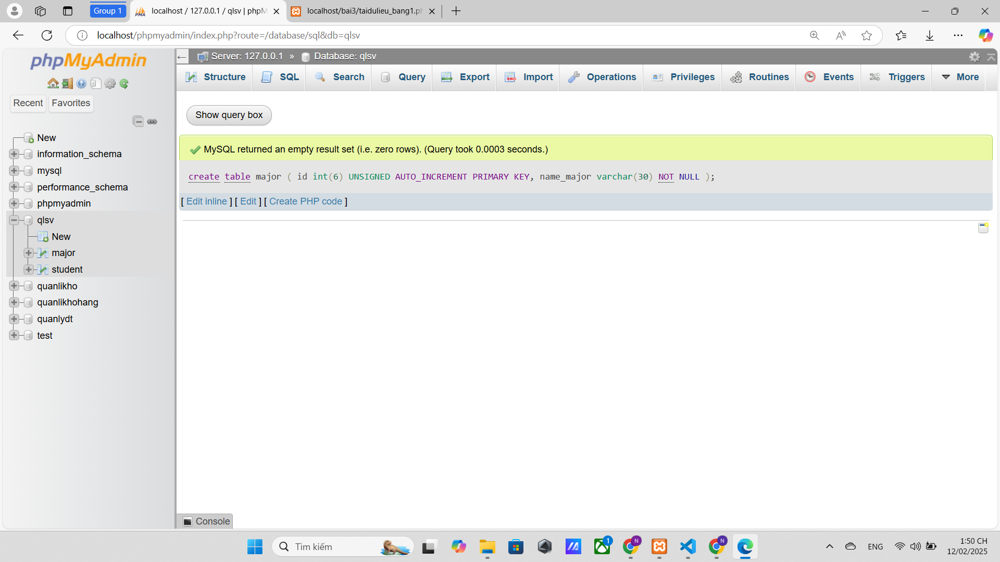 Group 1
localhost / 127.0.0.1 / qlsv | phpM
localhost/bai3/taidulieu_bang1.ph
localhost/phpmyadmin/index.php?route=/database/sql&db=qlsv
phpMyAdmin
Recent
Favorites
New
information_schema
mysql
performance_schema
phpmyadmin
qlsv
New
major
student
quanlikho
quanlikhohang
quanlydt
test
Server: 127.0.0.1 » Database: qlsv
Structure
SQL
Search
Query
Export
Import
Operations
Privileges
Routines
Events
Triggers
More
Show query box
MySQL returned an empty result set (i.e. zero rows). (Query took 0.0003 seconds.)
create table major ( id int(6) UNSIGNED AUTO_INCREMENT PRIMARY KEY, name_major varchar(30) NOT NULL );
[ Edit inline ] [ Edit ] [ Create PHP code ]
Console
Tìm kiếm
1
N
N
ENG
1:50 CH
12/02/2025